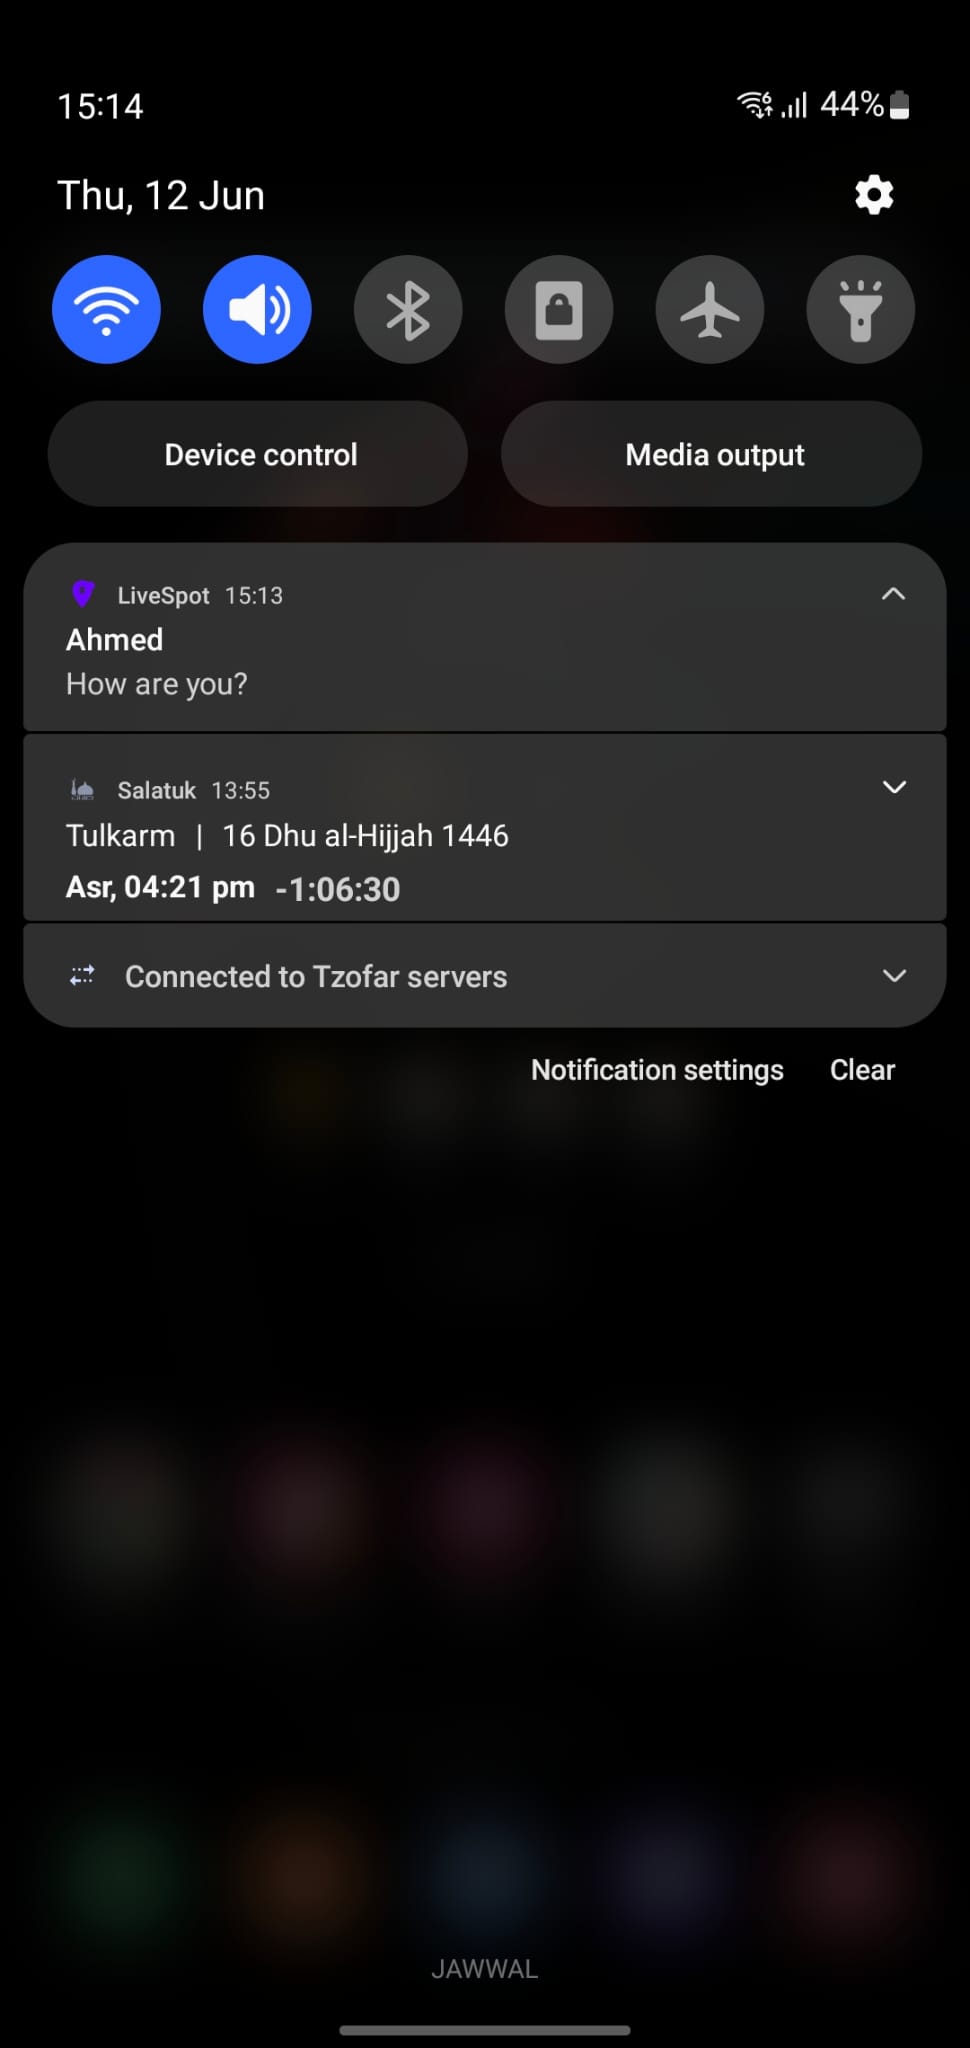 15:14
6 44%
Thu, 12 Jun
Device control
Media output
LiveSpot 15:13
Ahmed
How are you?
Salatuk 13:55
Tulkarm | 16 Dhu al-Hijjah 1446
Asr, 04:21 pm -1:06:30
Connected to Tzofar servers
Notification settings Clear
JAWWAL